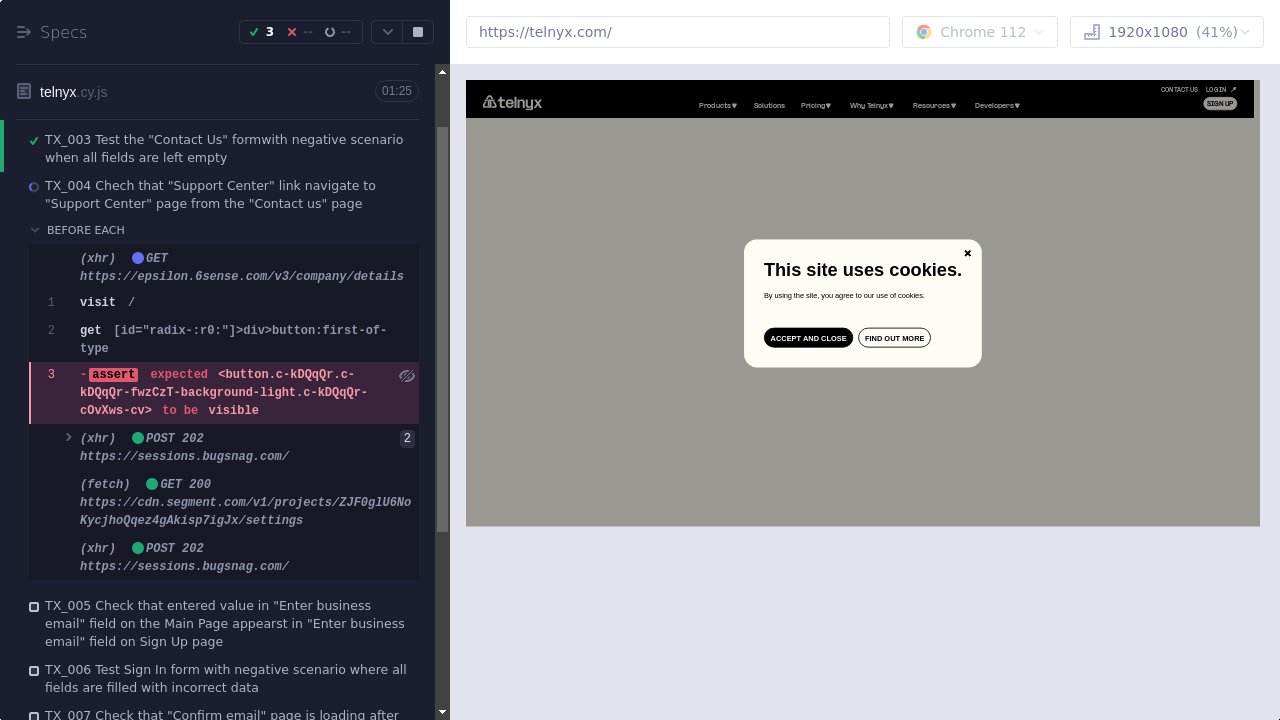 Specs
3
--
--
telnyx.cy.js
01:25
TX_003 Test the "Contact Us" formwith negative scenario
when all fields are left empty
TX_004 Chech that "Support Center" link navigate to
"Support Center" page from the "Contact us" page
BEFORE EACH
(xhr) GET
https://epsilon.6sense.com/v3/company/details
1 visit /
2 get [id="radix-:r0:"]>div>button:first-of-
type
3 -assert expected <button.c-kDQqQr.c-
kDQqQr-fwzCzT-background-light.c-kDQqQr-
cOvXws-cv> to be visible
(xhr) POST 202 2
https://sessions.bugsnag.com/
(fetch) GET 200
https://cdn.segment.com/v1/projects/ZJF0glU6No
KycjhoQqez4gAkisp7igJx/settings
(xhr) POST 202
https://sessions.bugsnag.com/
TX_005 Check that entered value in "Enter business
email" field on the Main Page appearst in "Enter business
email" field on Sign Up page
TX_006 Test Sign In form with negative scenario where all
fields are filled with incorrect data
TX_007 Check that "Confirm email" page is loading after
https://telnyx.com/
Chrome 112
1920x1080 (41%)
CONTACT US LOG IN
telnyx
Products Solutions Pricing Why Telnyx Resources Developers
SIGN UP
This site uses cookies.
By using the site, you agree to our use of cookies.
ACCEPT AND CLOSE FIND OUT MORE